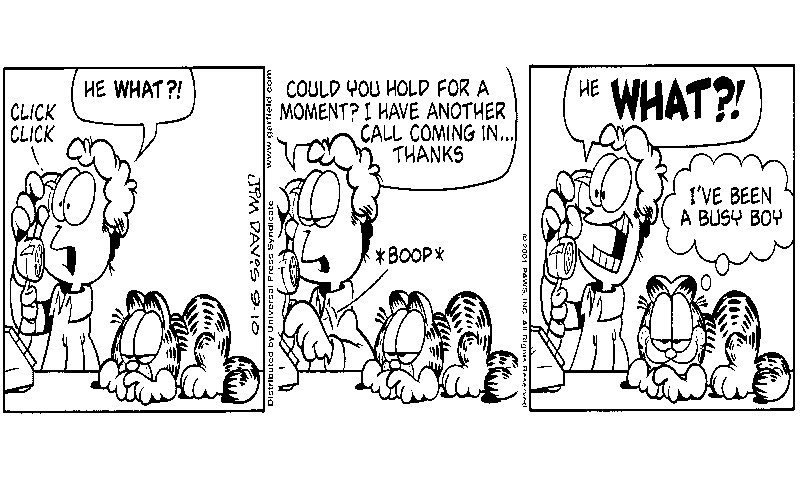 CLICK
CLICK
HE WHAT?!
JIM DAVIS 9·10
www.garfield.com
Distributed by Universal Press Syndicate
COULD YOU HOLD FOR A
MOMENT? I HAVE ANOTHER
CALL COMING IN...
THANKS
*BOOP*
© 2001 PAWS, INC. All Rights Reserved
HE WHAT?!
I'VE BEEN
A BUSY BOY